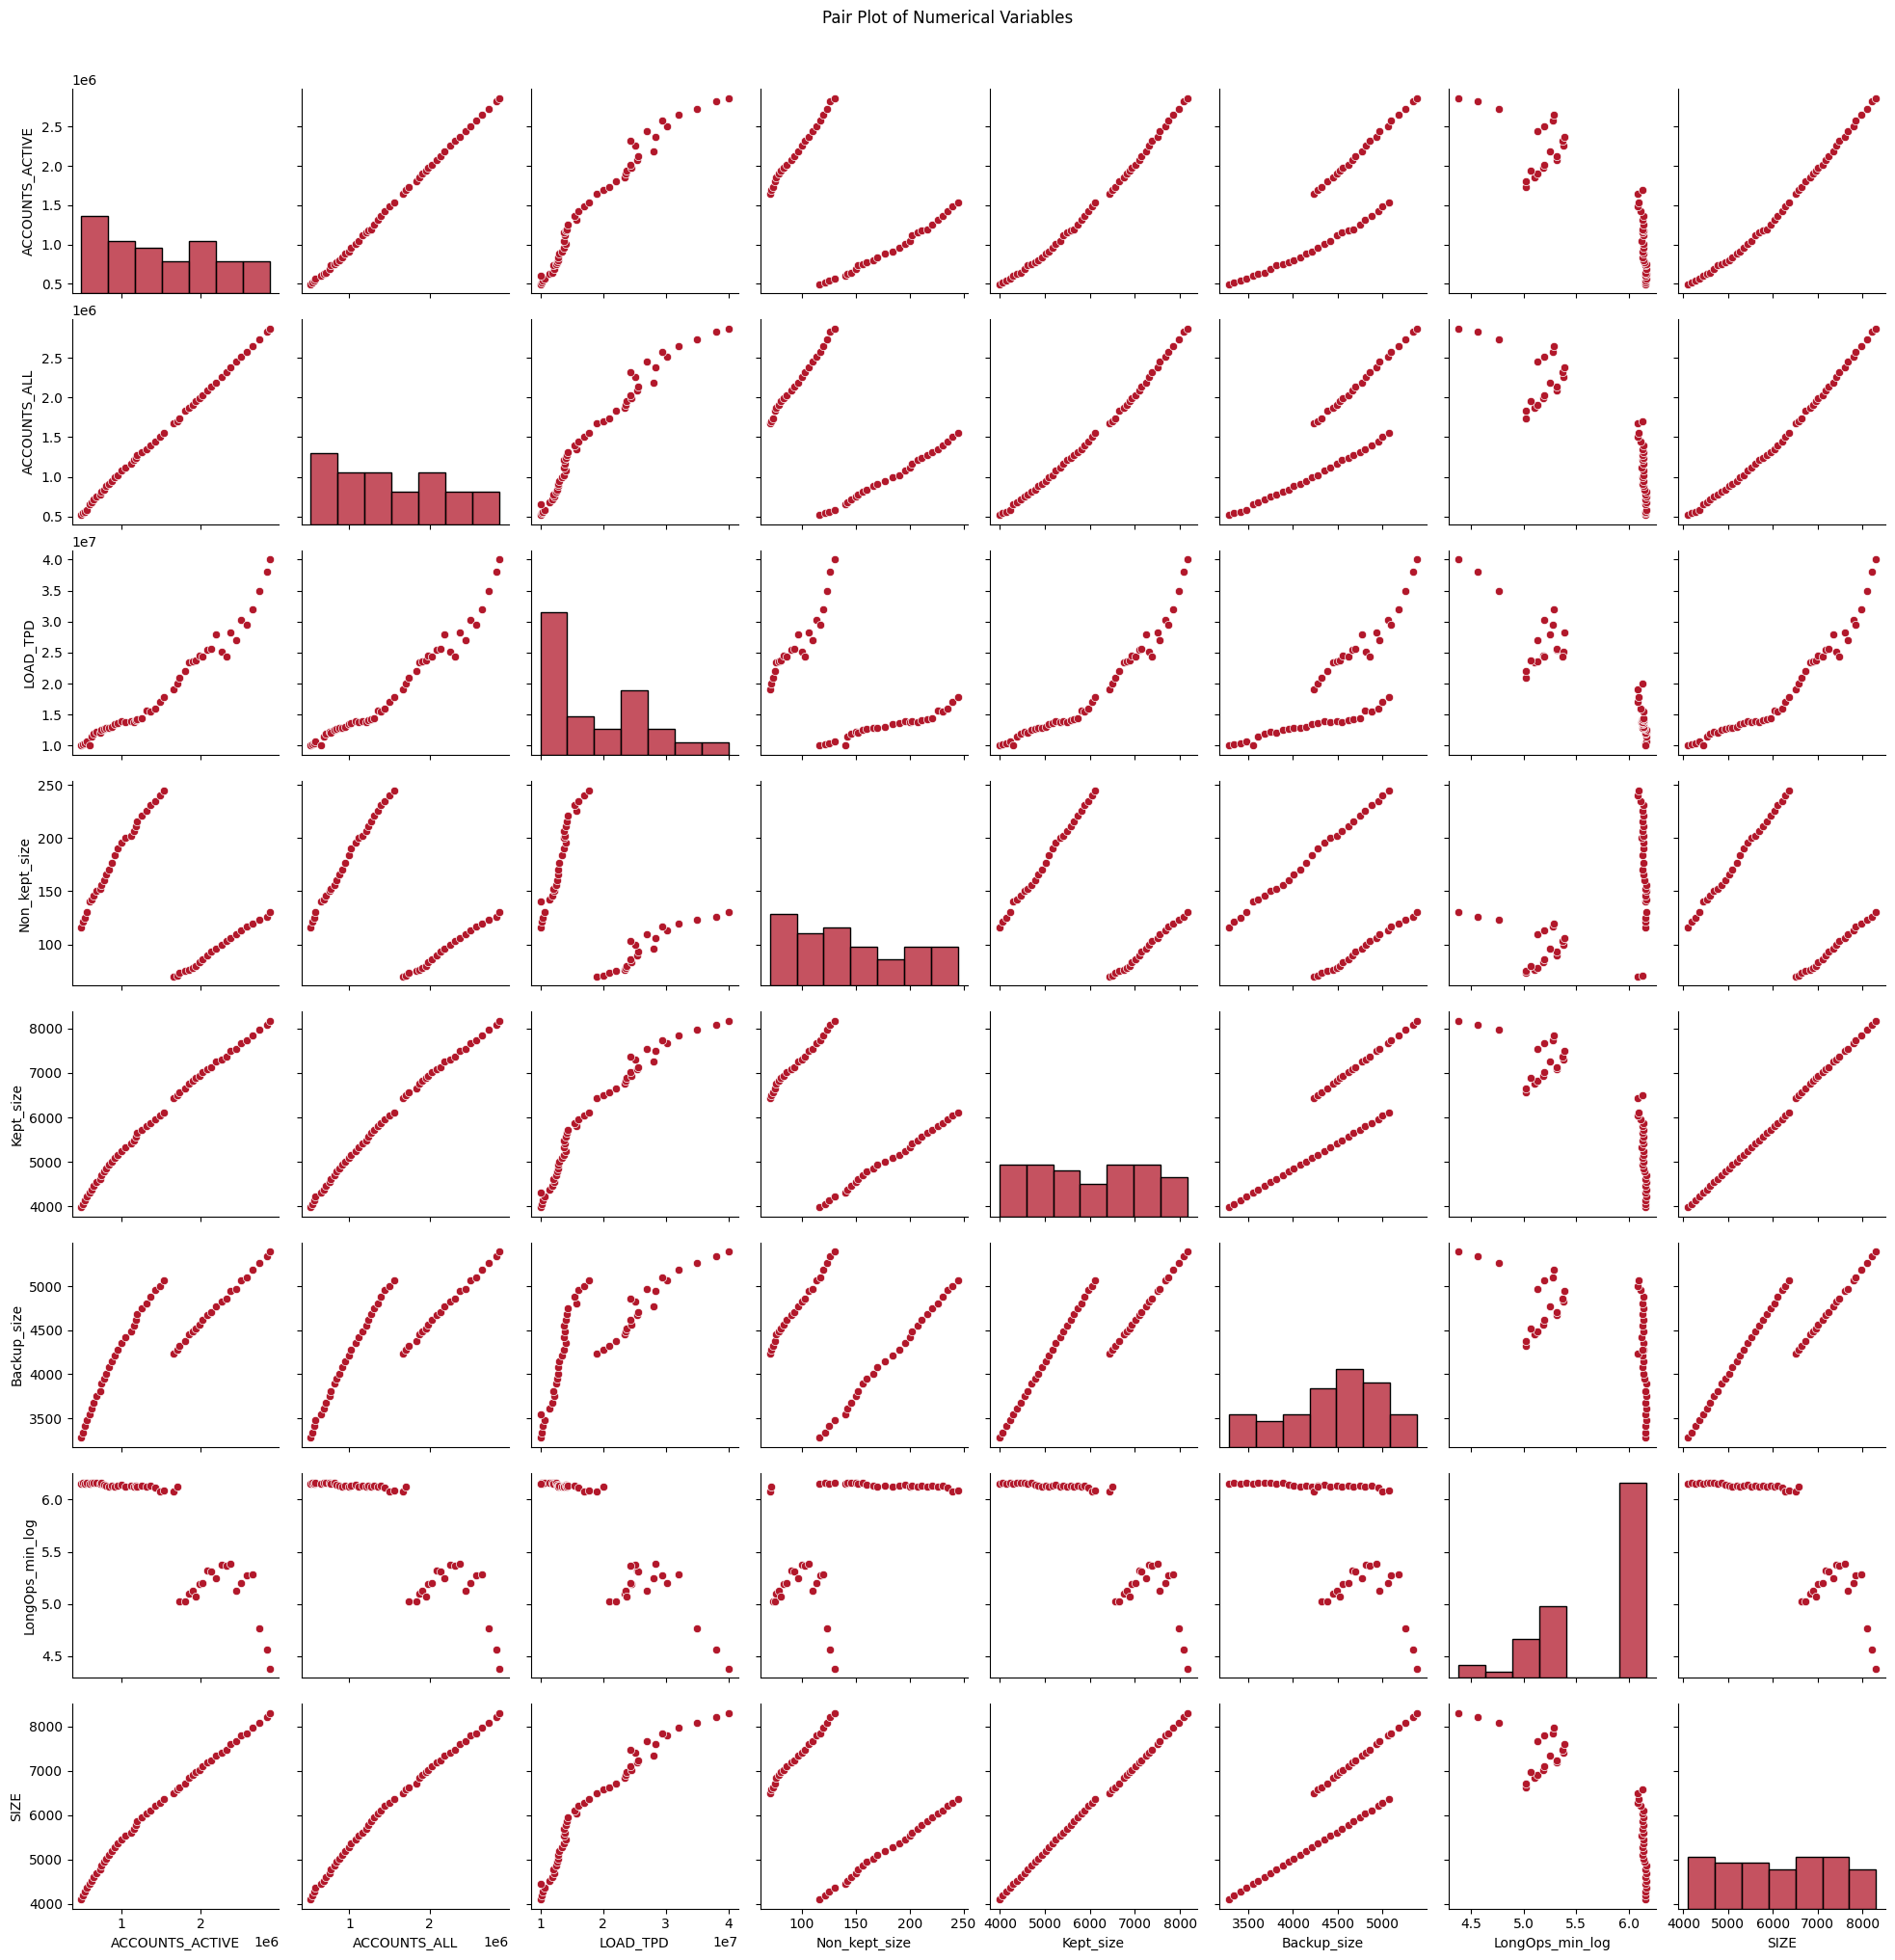 Pair Plot of Numerical Variables
1e6
ACCOUNTS_ACTIVE
2.5
2.0
1.5
1.0
0.5
1e6
ACCOUNTS_ALL
2.5
2.0
1.5
1.0
0.5
1e7
LOAD_TPD
4.0
3.5
3.0
2.5
2.0
1.5
1.0
Non_kept_size
250
200
150
100
Kept_size
8000
7000
6000
5000
4000
Backup_size
5000
4500
4000
3500
LongOps_min_log
6.0
5.5
5.0
4.5
SIZE
8000
7000
6000
5000
4000
1 2 1 2 1 2 3 4 100 150 200 250 4000 5000 6000 7000 8000 3500 4000 4500 5000 4.5 5.0 5.5 6.0 4000 5000 6000 7000 8000
ACCOUNTS_ACTIVE 1e6 ACCOUNTS_ALL 1e6 LOAD_TPD 1e7 Non_kept_size Kept_size Backup_size LongOps_min_log SIZE